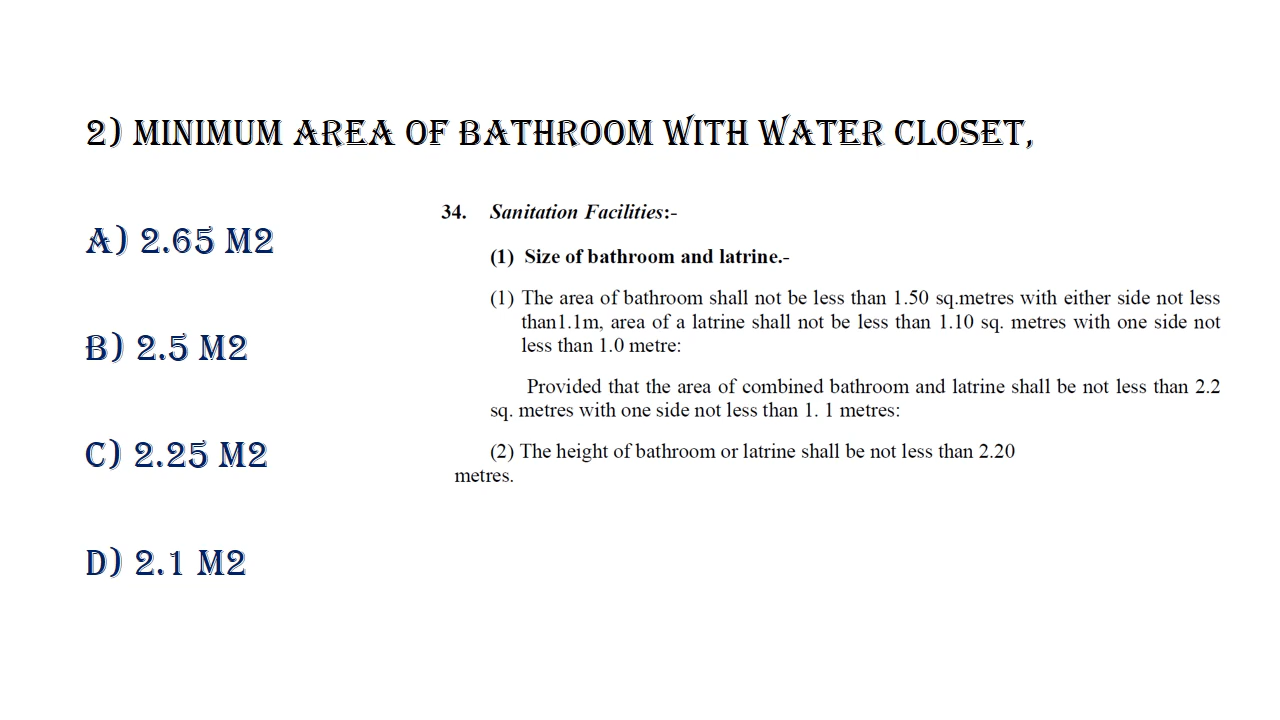 2) MINIMUM AREA OF BATHROOM WITH WATER CLOSET,
A) 2.65 M2
B) 2.5 M2
C) 2.25 M2
D) 2.1 M2
34. Sanitation Facilities:-
(1) Size of bathroom and latrine.-
(1) The area of bathroom shall not be less than 1.50 sq.metres with either side not less
than1.1m, area of a latrine shall not be less than 1.10 sq. metres with one side not
less than 1.0 metre:
Provided that the area of combined bathroom and latrine shall be not less than 2.2
sq. metres with one side not less than 1. 1 metres:
(2) The height of bathroom or latrine shall be not less than 2.20
metres.